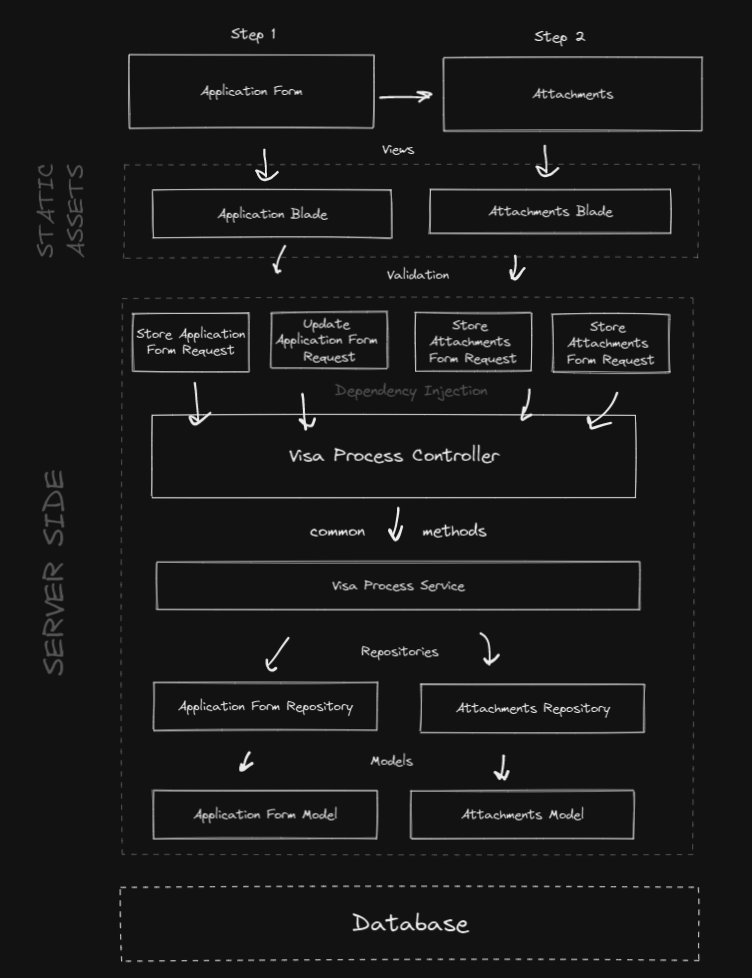 Step 1
Step 2
Application Form
Attachments
Views
STATIC
ASSETS
Application Blade
Attachments Blade
Validation
Store Application
Form Request
Update
Application Form
Request
Store
Attachments
Form Request
Store
Attachments
Form Request
Dependency Injection
Visa Process Controller
common methods
SERVER SIDE
Visa Process Service
Repositories
Application Form Repository
Attachments Repository
Models
Application Form Model
Attachments Model
Database